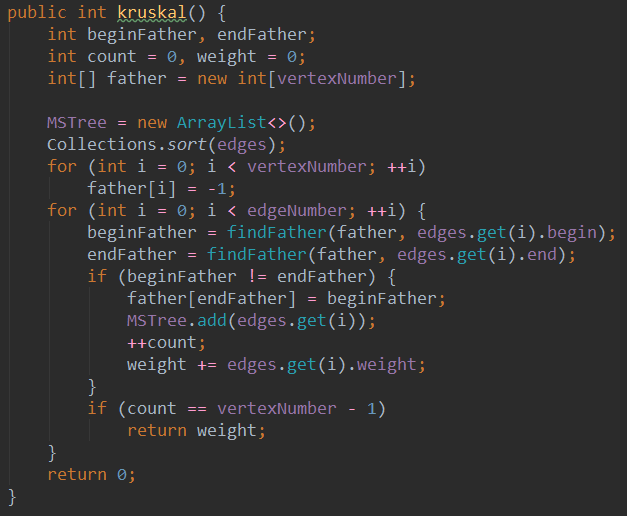 public int kruskal() {
    int beginFather, endFather;
    int count = 0, weight = 0;
    int[] father = new int[vertexNumber];

    MSTree = new ArrayList<>();
    Collections.sort(edges);
    for (int i = 0; i < vertexNumber; ++i)
        father[i] = -1;
    for (int i = 0; i < edgeNumber; ++i) {
        beginFather = findFather(father, edges.get(i).begin);
        endFather = findFather(father, edges.get(i).end);
        if (beginFather != endFather) {
            father[endFather] = beginFather;
            MSTree.add(edges.get(i));
            ++count;
            weight += edges.get(i).weight;
        }
        if (count == vertexNumber - 1)
            return weight;
    }
    return 0;
}